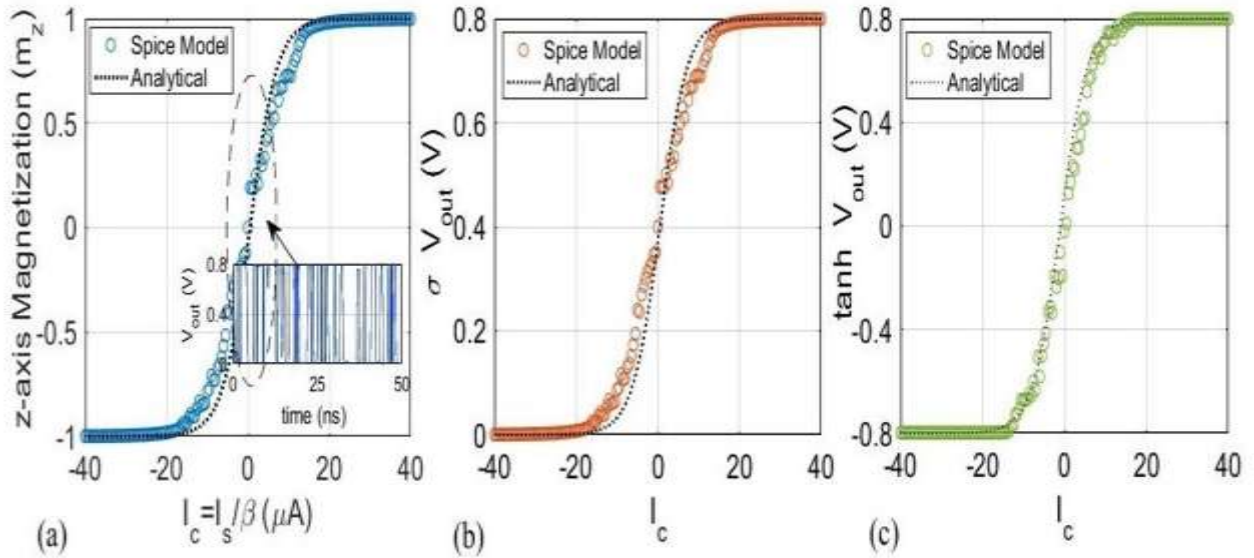 1
0.5
0
-0.5
-1
z-axis Magnetization (m_z)
Spice Model
Analytical
0.8
0.4
V_out (V)
0 25 50
time (ns)
-40 -20 0 20 40
I_c=I_s/β(μA)
(a)
0.8
0.6
0.4
0.2
0
σ V_out (V)
Spice Model
Analytical
-40 -20 0 20 40
I_c
(b)
0.8
0.4
0
-0.4
-0.8
tanh V_out (V)
Spice Model
Analytical
-40 -20 0 20 40
I_c
(c)